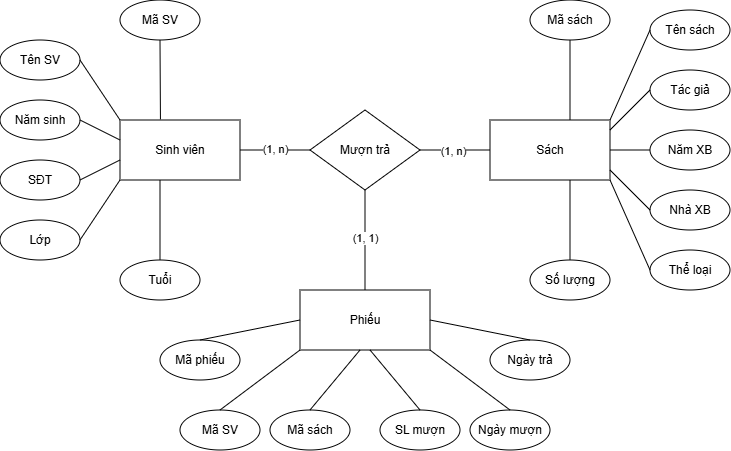 Mã SV
Mã sách
Tên SV
Tên sách
Năm sinh
Tác giả
SĐT
Sinh viên
(1, n)
Mượn trả
(1, n)
Sách
Năm XB
Lớp
Nhà XB
Tuổi
(1, 1)
Số lượng
Thể loại
Phiếu
Mã phiếu
Ngày trả
Mã SV
Mã sách
SL mượn
Ngày mượn